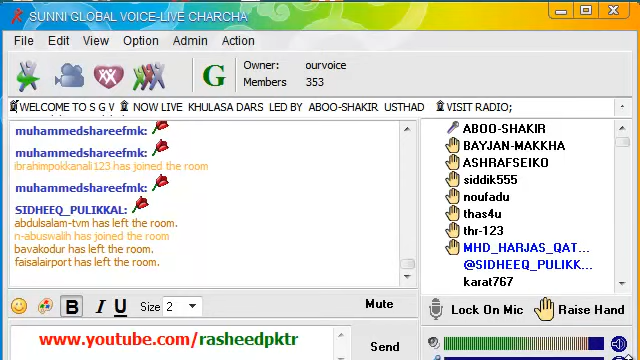 SUNNI GLOBAL VOICE-LIVE CHARCHA
File Edit View Option Admin Action
G
Owner: ourvoice
Members 353
WELCOME TO S G V NOW LIVE KHULASA DARS LED BY ABOO-SHAKIR USTHAD VISIT RADIO;
muhammedshareefmk:
muhammedshareefmk:
ibrahimpokkanali123 has joined the room
muhammedshareefmk:
SIDHEEQ_PULIKKAL:
abdulsalam-tvm has left the room.
n-abuswalih has joined the room
bavakodur has left the room.
faisalairport has left the room.
ABOO-SHAKIR
BAYJAN-MAKKHA
ASHRAFSEIKO
siddik555
noufadu
thas4u
thr-123
MHD_HARJAS_QAT...
@SIDHEEQ_PULIKK...
karat767
B I U Size 2 Mute
Lock On Mic Raise Hand
www.youtube.com/rasheedpktr
Send